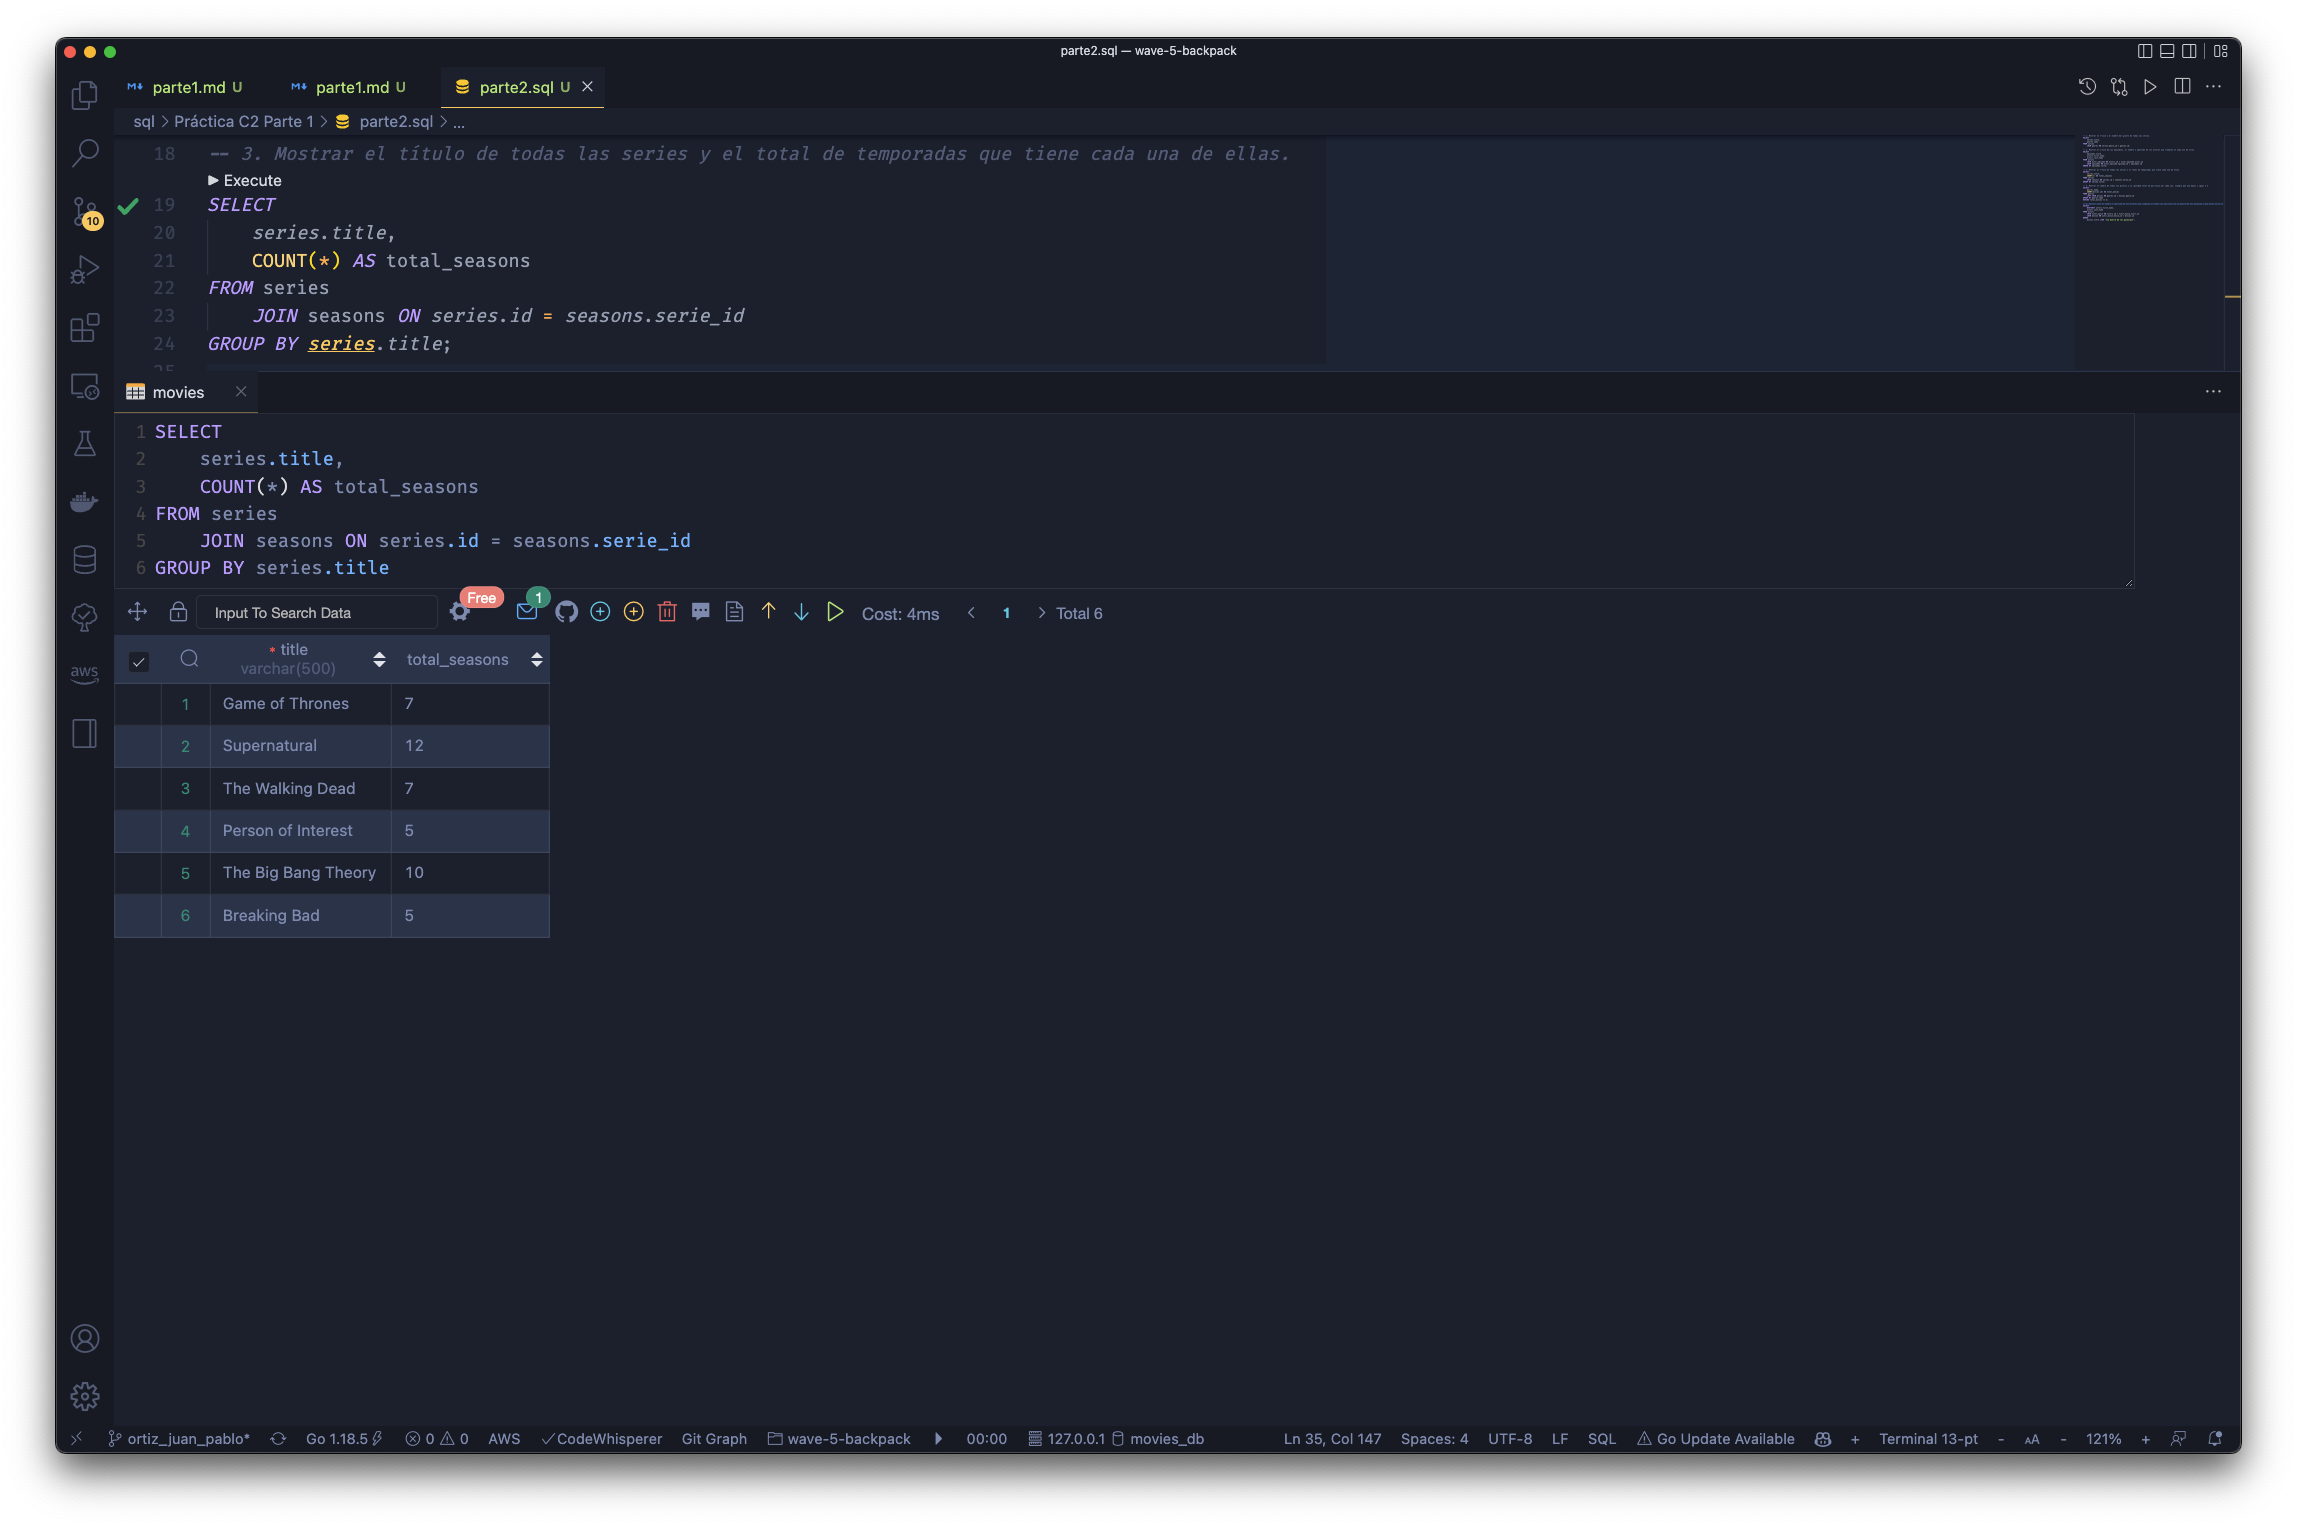 parte2.sql — wave-5-backpack
parte1.md U
parte1.md U
parte2.sql U
sql > Práctica C2 Parte 1 > parte2.sql > ...
18 -- 3. Mostrar el título de todas las series y el total de temporadas que tiene cada una de ellas.
Execute
19 SELECT
20 series.title,
21 COUNT(*) AS total_seasons
22 FROM series
23 JOIN seasons ON series.id = seasons.serie_id
24 GROUP BY series.title;
25
10
movies
1 SELECT
2 series.title,
3 COUNT(*) AS total_seasons
4 FROM series
5 JOIN seasons ON series.id = seasons.serie_id
6 GROUP BY series.title
Input To Search Data
Free
1
Cost: 4ms
< 1 > Total 6
* title
varchar(500)
total_seasons
1 Game of Thrones 7
2 Supernatural 12
3 The Walking Dead 7
4 Person of Interest 5
5 The Big Bang Theory 10
6 Breaking Bad 5
aws
ortiz_juan_pablo* Go 1.18.5 0 0 AWS CodeWhisperer Git Graph wave-5-backpack 00:00 127.0.0.1 movies_db Ln 35, Col 147 Spaces: 4 UTF-8 LF SQL Go Update Available + Terminal 13-pt - AA - 121% +